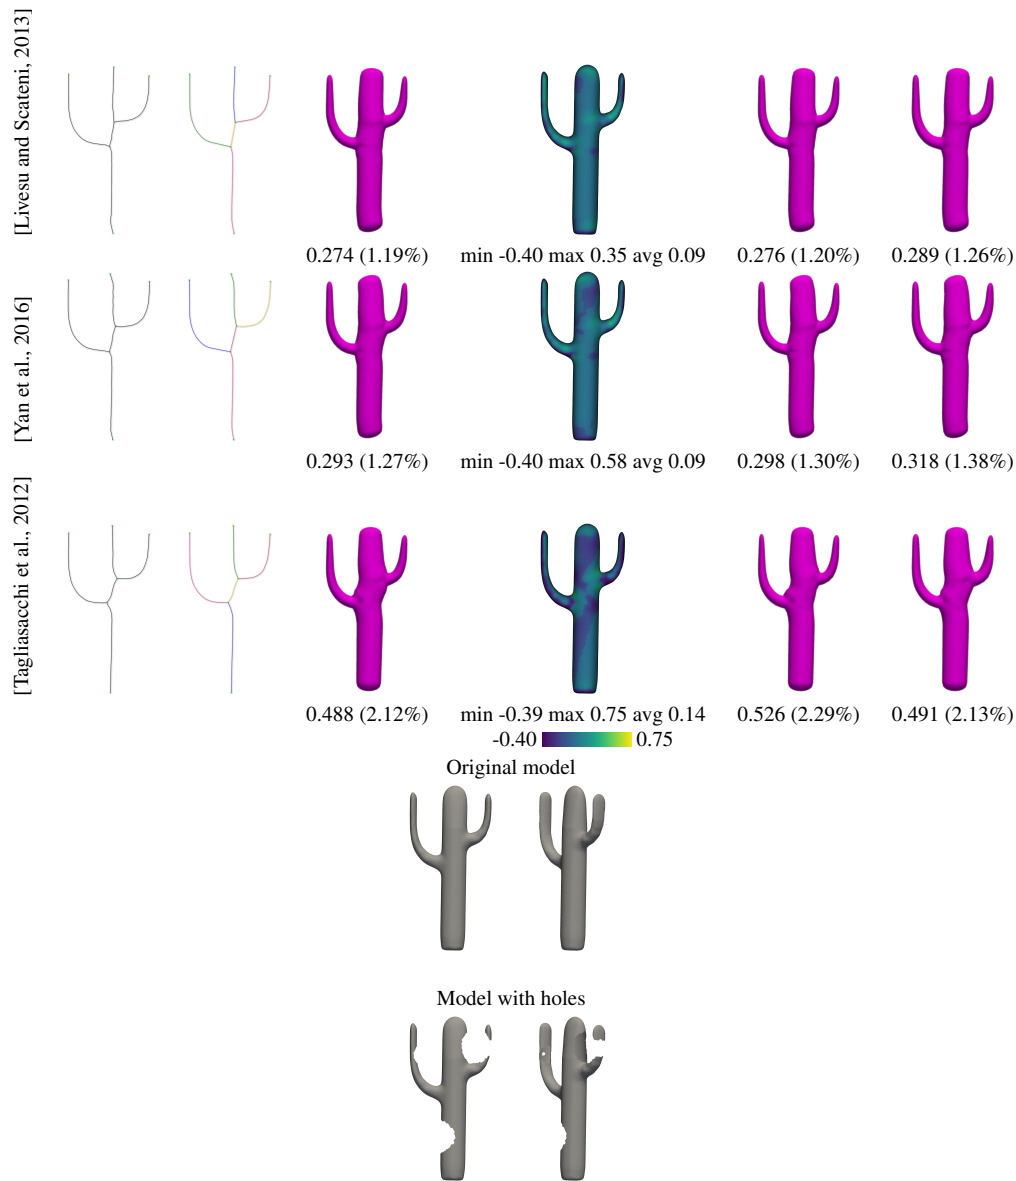 [Livesu and Scateni, 2013]
0.274 (1.19%) min -0.40 max 0.35 avg 0.09 0.276 (1.20%) 0.289 (1.26%)
[Yan et al., 2016]
0.293 (1.27%) min -0.40 max 0.58 avg 0.09 0.298 (1.30%) 0.318 (1.38%)
[Tagliasacchi et al., 2012]
0.488 (2.12%) min -0.39 max 0.75 avg 0.14 0.526 (2.29%) 0.491 (2.13%)
-0.40 0.75
Original model
Model with holes